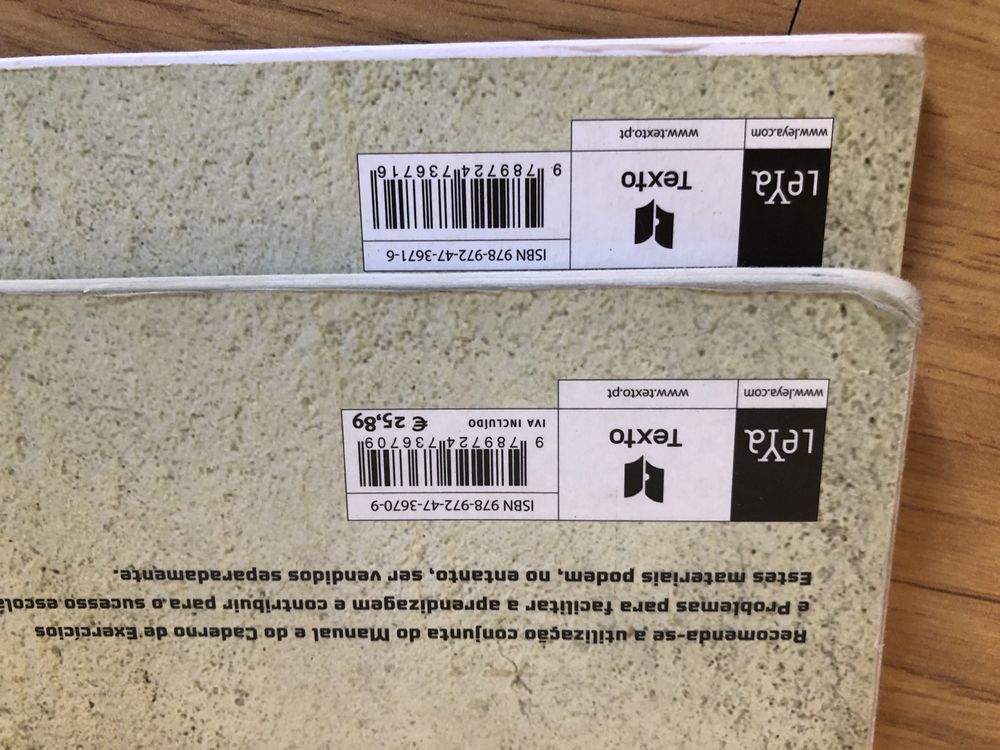 Recomenda-se a utilização conjunta do Manual e do Caderno de Exercícios
e Problemas para facilitar a aprendizagem e contribuir para o sucesso escola
Estes materiais podem, no entanto, ser vendidos separadamente.
LeYa
www.leya.com
Texto
www.texto.pt
ISBN 978-972-47-3670-9
9 789724 736709
IVA INCLUÍDO € 25,89
LeYa
www.leya.com
Texto
www.texto.pt
ISBN 978-972-47-3671-6
9 789724 736716